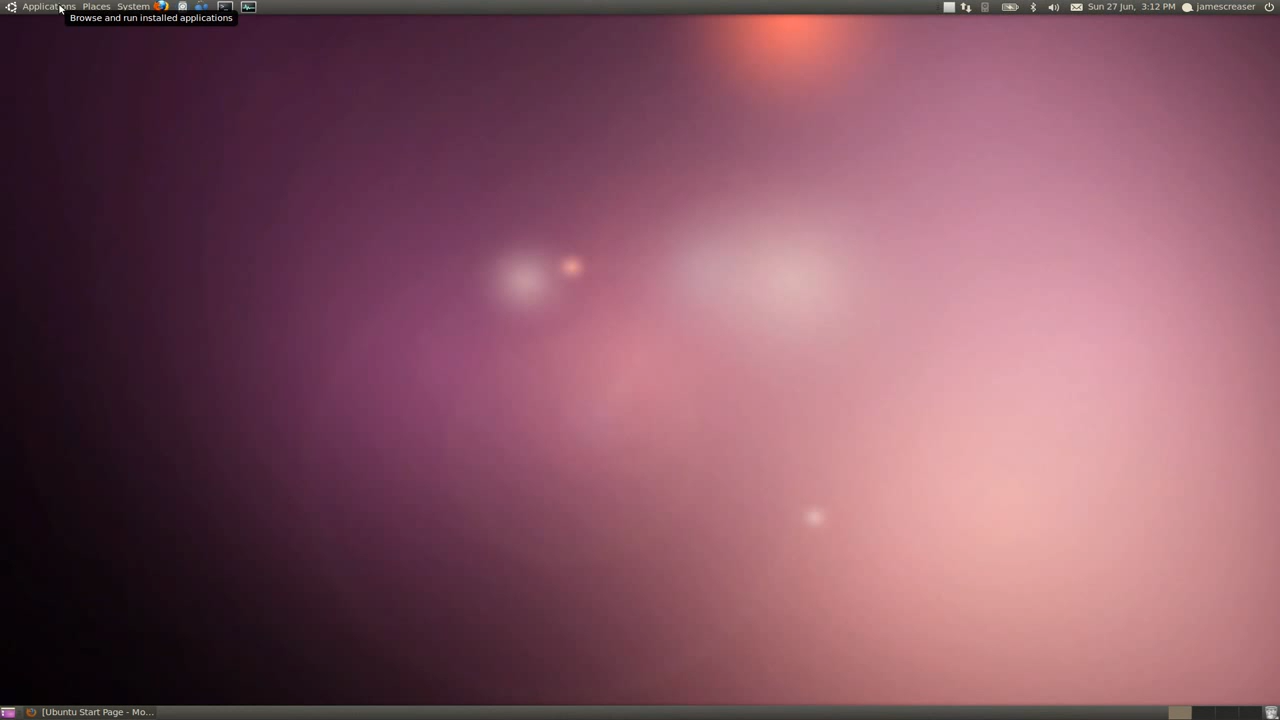 Applications Places System Sun 27 Jun, 3:12 PM jamescreaser
Browse and run installed applications
[Ubuntu Start Page - Mo...